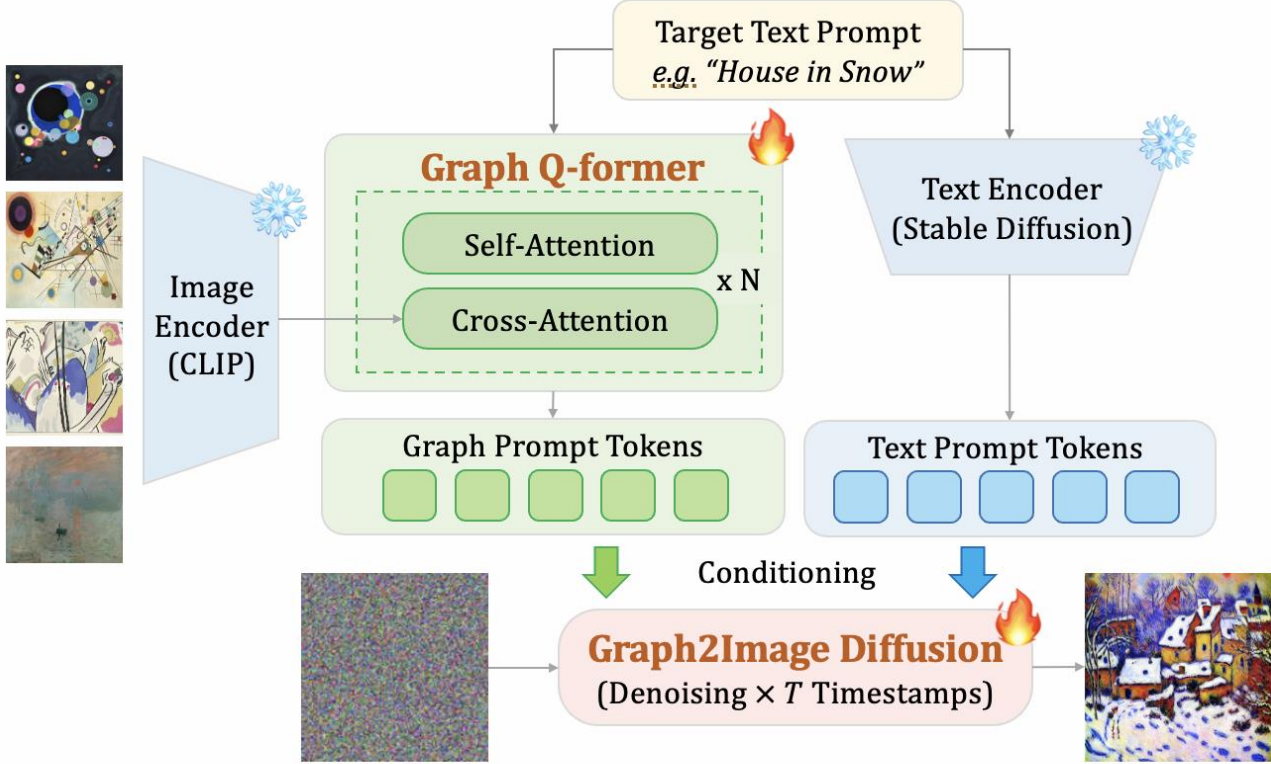 Target Text Prompt
e.g. “House in Snow”
Graph Q-former
Self-Attention
x N
Cross-Attention
Image
Encoder
(CLIP)
Text Encoder
(Stable Diffusion)
Graph Prompt Tokens
Text Prompt Tokens
Conditioning
Graph2Image Diffusion
(Denoising × T Timestamps)